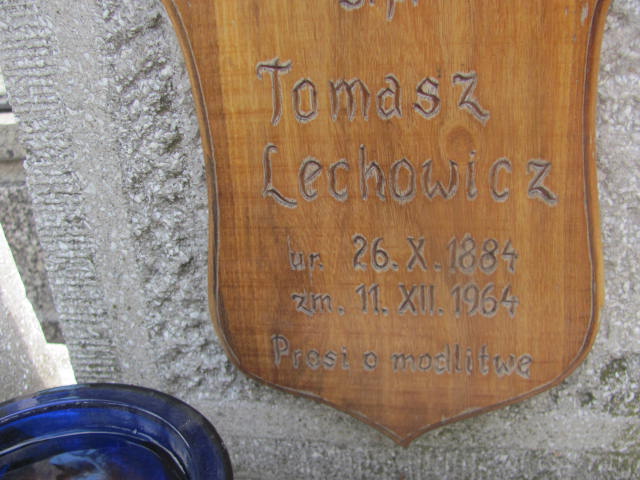 Tomasz
Lechowicz
ur. 26.X.1884
zm. 11.XII.1964
Prosi o modlitwę